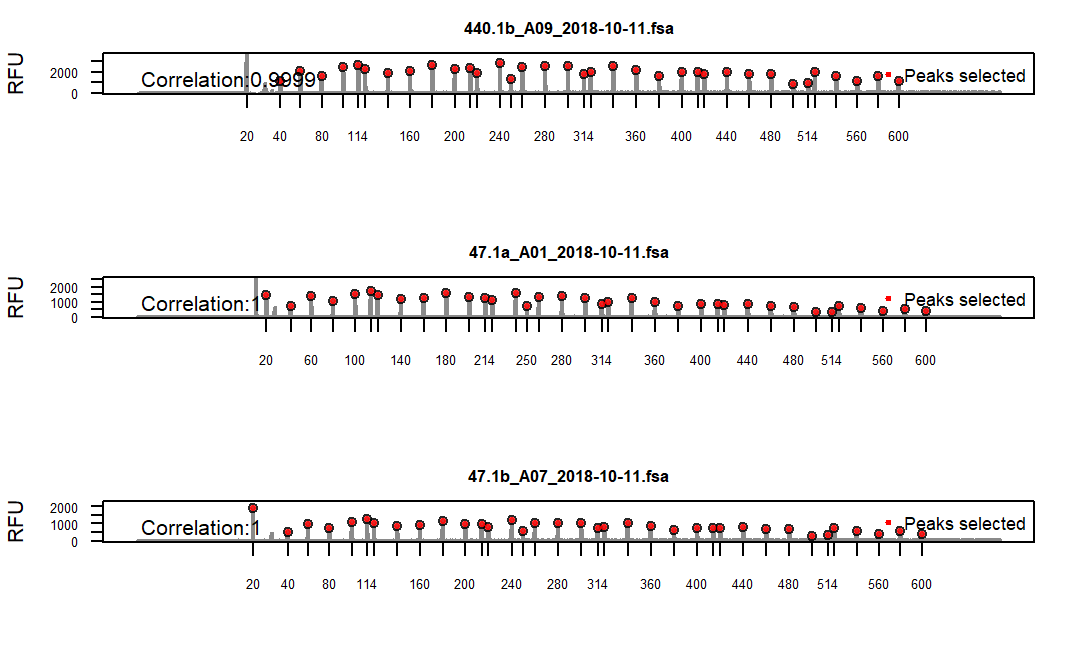 440.1b_A09_2018-10-11.fsa
RFU
2000
0
Correlation:0.9999
Peaks selected
20 40 80 114 160 200 240 280 314 360 400 440 480 514 560 600
47.1a_A01_2018-10-11.fsa
RFU
2000
1000
0
Correlation:1
Peaks selected
20 60 100 140 180 214 250 280 314 360 400 440 480 514 560 600
47.1b_A07_2018-10-11.fsa
RFU
2000
1000
0
Correlation:1
Peaks selected
20 40 80 114 160 200 240 280 314 360 400 440 480 514 560 600